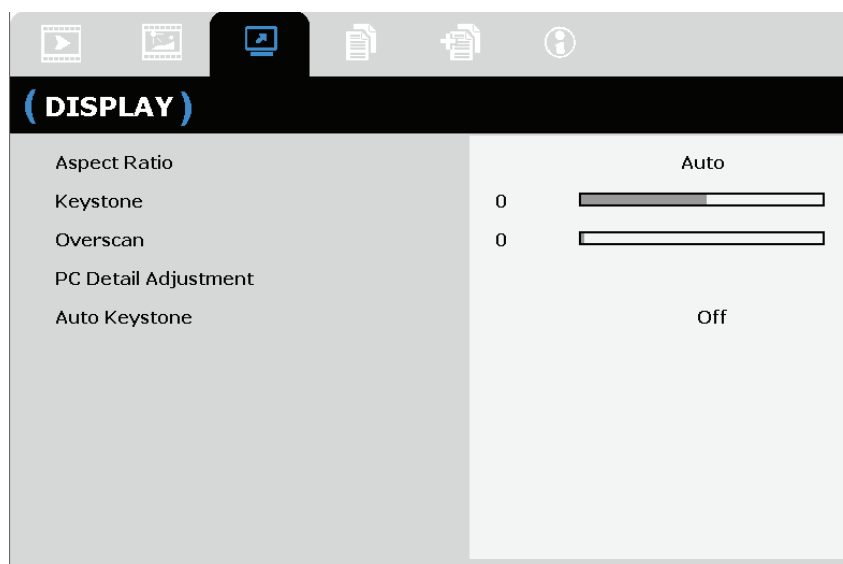 ( DISPLAY )
Aspect Ratio Auto
Keystone 0
Overscan 0
PC Detail Adjustment
Auto Keystone Off